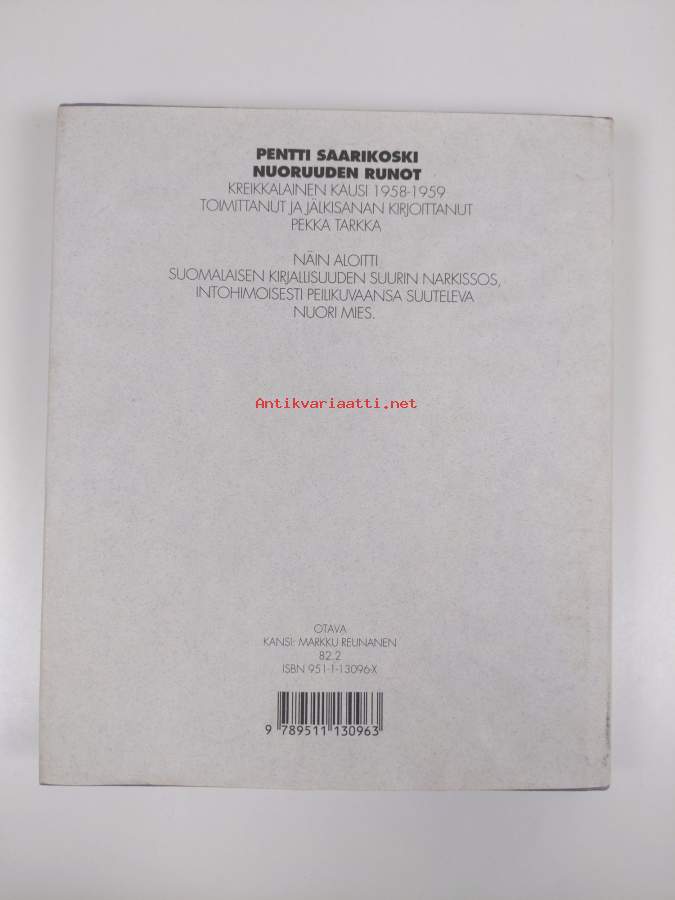 PENTTI SAARIKOSKI
NUORUUDEN RUNOT
KREIKKALAINEN KAUSI 1958-1959
TOIMITTANUT JA JÄLKISANAN KIRJOITTANUT
PEKKA TARKKA
NÄIN ALOITTI
SUOMALAISEN KIRJALLISUUDEN SUURIN NARKISSOS,
INTOHIMOISESTI PEILIKUVAANSA SUUTELEVA
NUORI MIES.
Antikvariaatti.net
OTAVA
KANSI: MARKKU REUNANEN
82.2
ISBN 951-1-13096-X
9 789511 130963